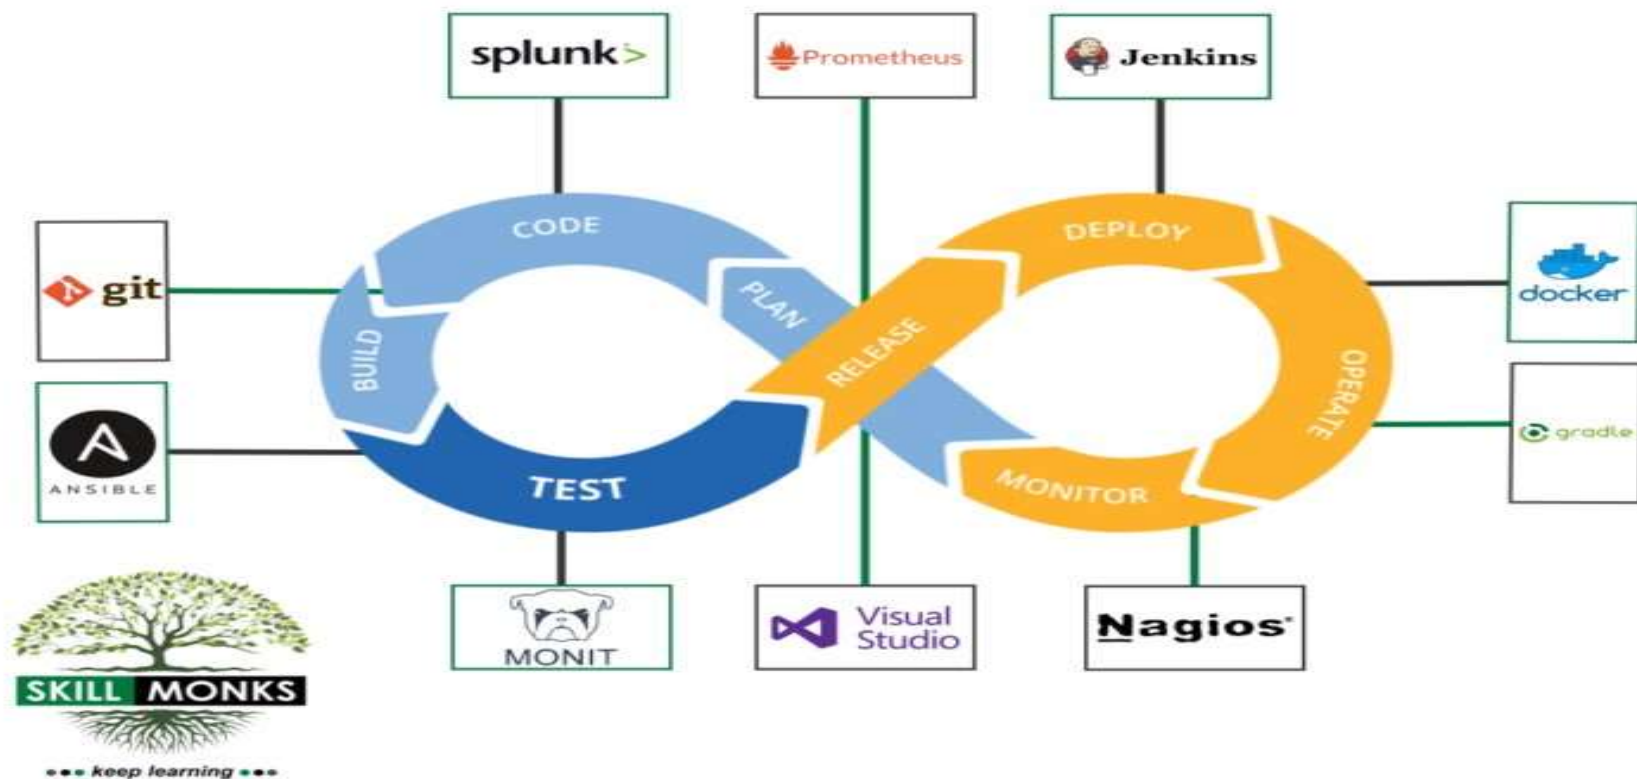 splunk>
Prometheus
Jenkins
CODE
DEPLOY
git
docker
PLAN
BUILD
RELEASE
OPERATE
ANSIBLE
gradle
TEST
MONITOR
MONIT
Visual
Studio
Nagios
SKILL MONKS
keep learning